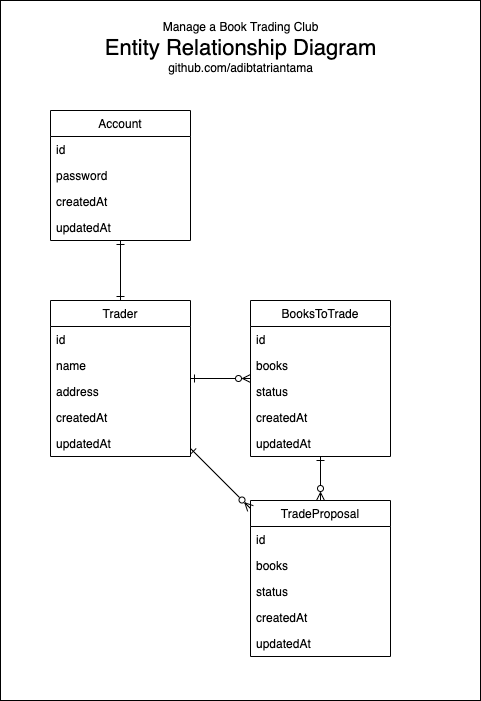 Manage a Book Trading Club
Entity Relationship Diagram
github.com/adibtatriantama
Account
id
password
createdAt
updatedAt
Trader
id
name
address
createdAt
updatedAt
BooksToTrade
id
books
status
createdAt
updatedAt
TradeProposal
id
books
status
createdAt
updatedAt